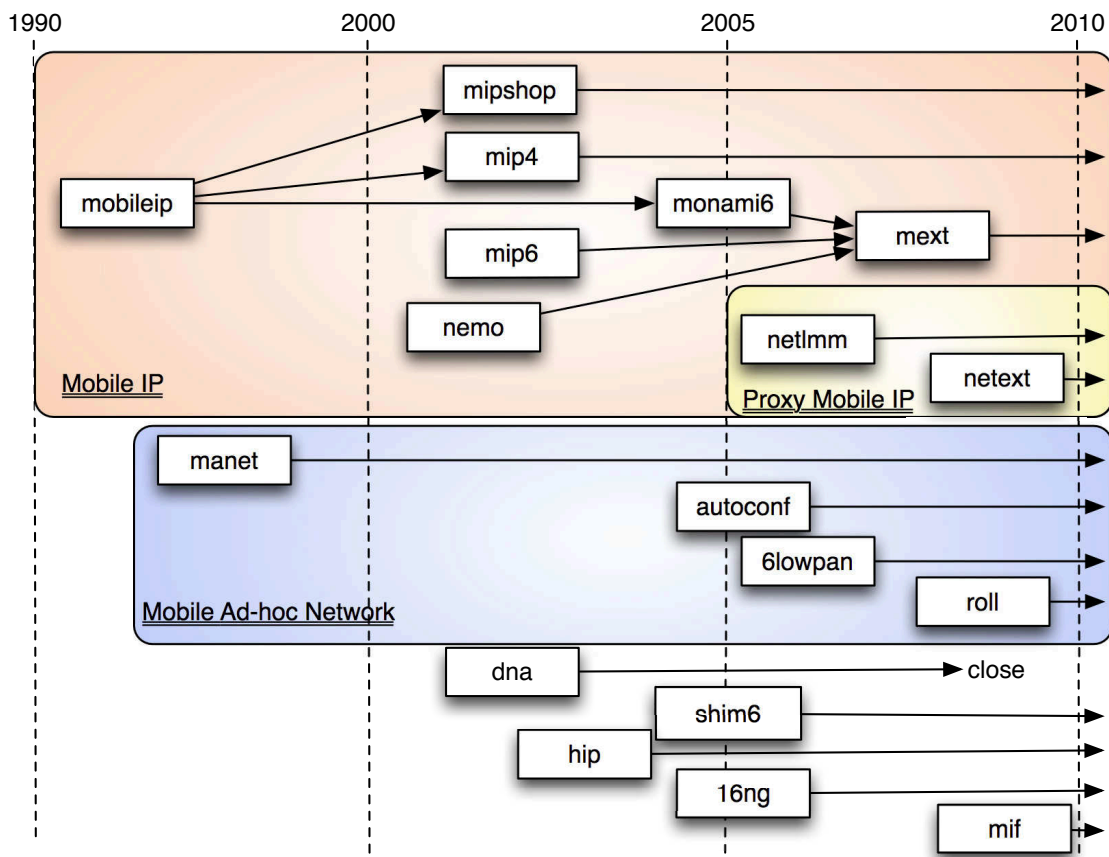 1990 2000 2005 2010
mipshop
mip4
mobileip
monami6
mext
mip6
nemo
netlmm
netext
Mobile IP
Proxy Mobile IP
manet
autoconf
6lowpan
roll
Mobile Ad-hoc Network
dna
close
shim6
hip
16ng
mif